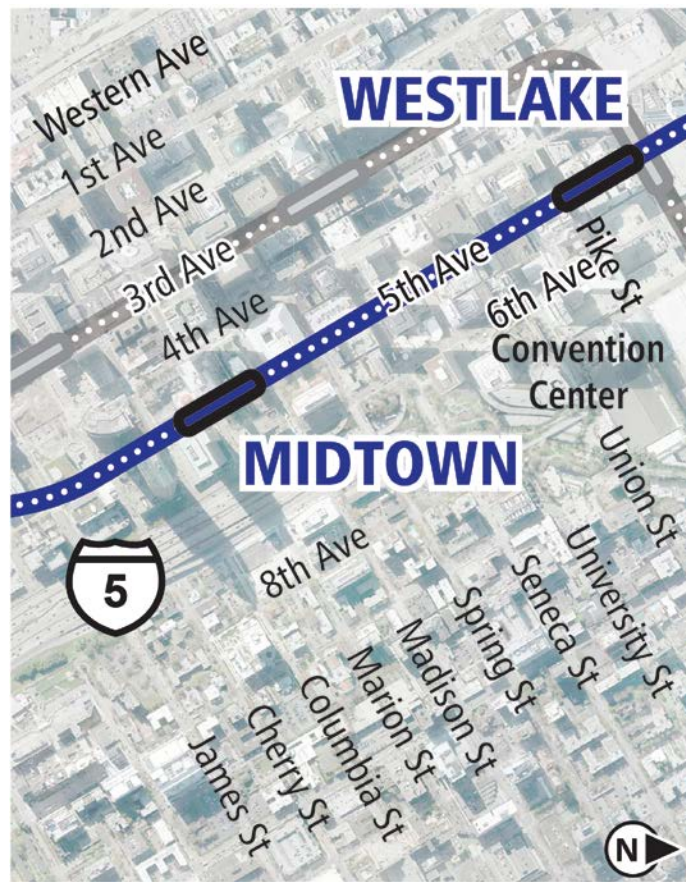 WESTLAKE
Western Ave
1st Ave
2nd Ave
3rd Ave
4th Ave
5th Ave
6th Ave
Pike St
Convention
Center
MIDTOWN
Union St
5
8th Ave
University St
Seneca St
Spring St
Madison St
Marion St
Columbia St
Cherry St
James St
N